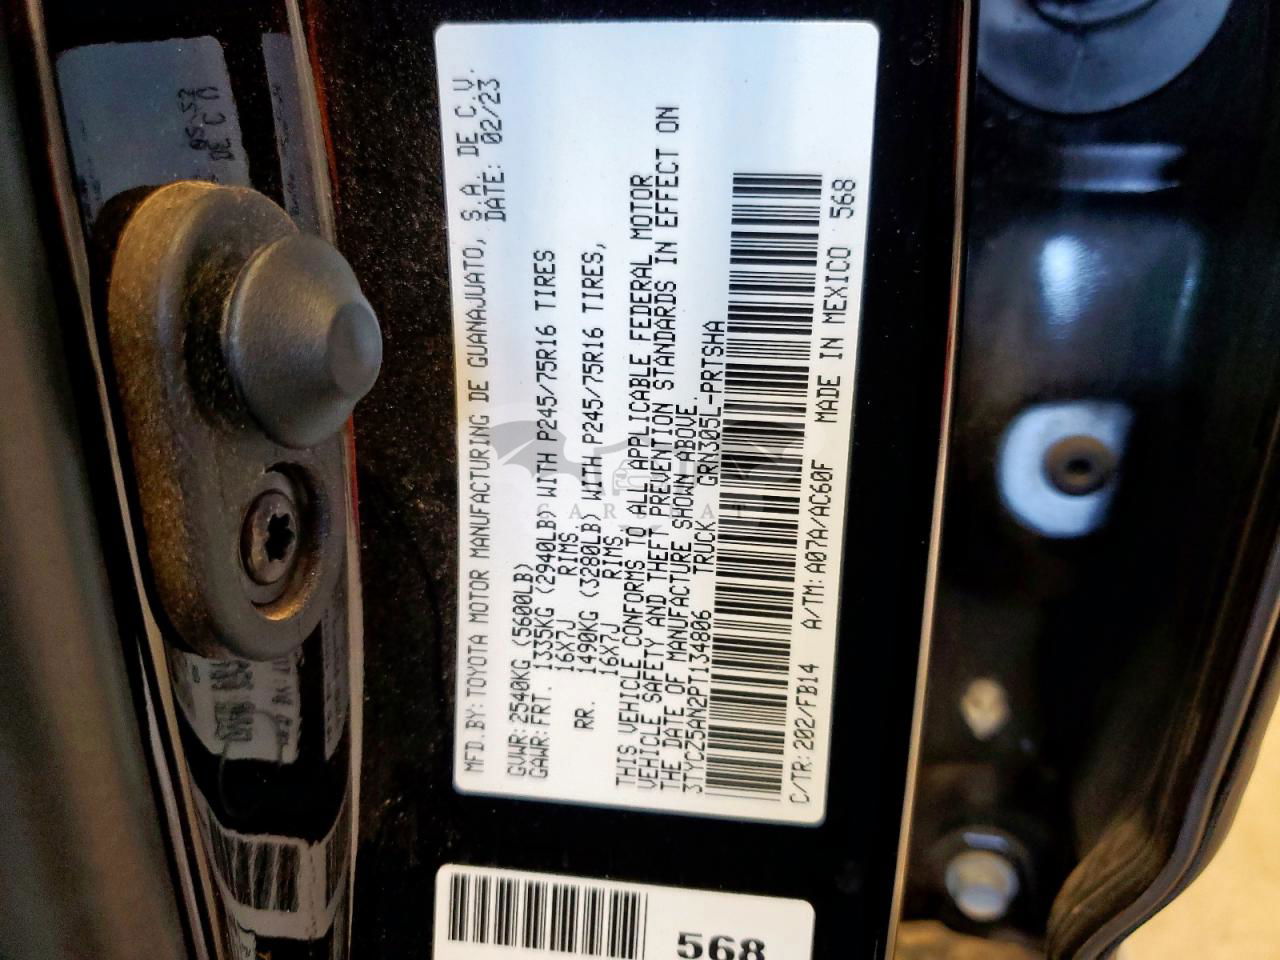 MFD.BY: TOYOTA MOTOR MANUFACTURING DE GUANAJUATO, S.A. DE C.V.
DATE: 02/23
GVWR: 2540KG (5600LB)
GAWR: FRT. 1335KG (2940LB) WITH P245/75R16 TIRES
16X7J RIMS
RR. 1490KG (3280LB) WITH P245/75R16 TIRES,
16X7J RIMS
THIS VEHICLE CONFORMS TO ALL APPLICABLE FEDERAL MOTOR
VEHICLE SAFETY AND THEFT PREVENTION STANDARDS IN EFFECT ON
THE DATE OF MANUFACTURE SHOWN ABOVE.
3TYCZ5AN2PT134806 TRUCK GRN305L-PRTSHA
C/TR: 202/FB14 A/TM: A07A/AC60F MADE IN MEXICO 568
568